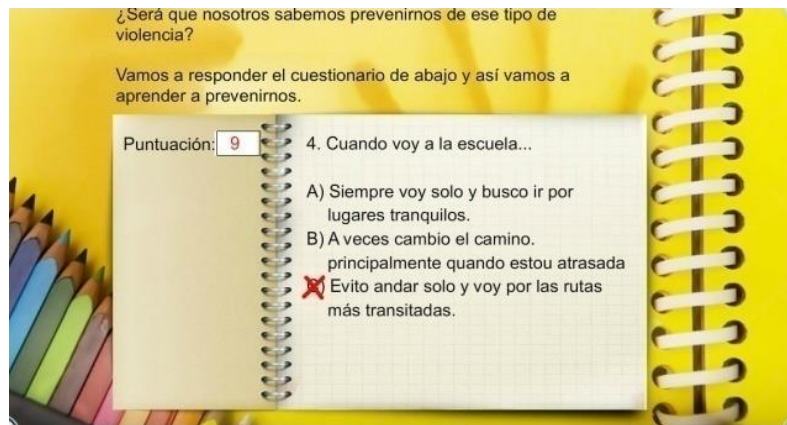 ¿Será que nosotros sabemos prevenirnos de ese tipo de
violencia?
Vamos a responder el cuestionario de abajo y así vamos a
aprender a prevenirnos.
Puntuación: 9
4. Cuando voy a la escuela...
A) Siempre voy solo y busco ir por
lugares tranquilos.
B) A veces cambio el camino.
principalmente quando estou atrasada
C) Evito andar solo y voy por las rutas
más transitadas.